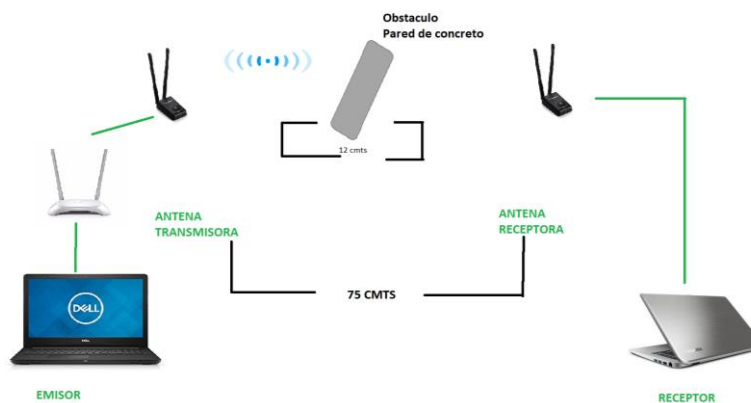 Obstaculo
Pared de concreto
12 cmts
ANTENA
TRANSMISORA
ANTENA
RECEPTORA
75 CMTS
DELL
EMISOR
RECEPTOR